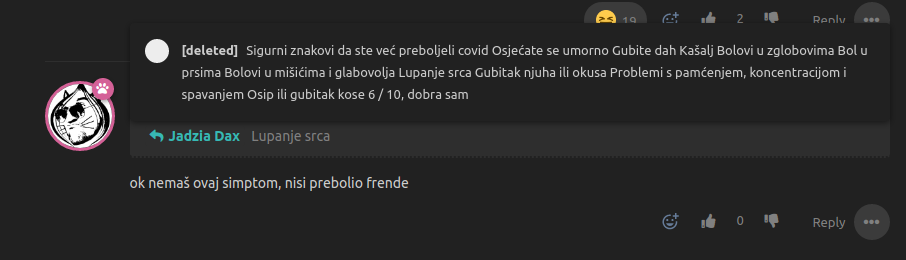 19
2
Reply
[deleted] Sigurni znakovi da ste već preboljeli covid Osjećate se umorno Gubite dah Kašalj Bolovi u zglobovima Bol u
prsima Bolovi u mišićima i glabovolja Lupanje srca Gubitak njuha ili okusa Problemi s pamćenjem, koncentracijom i
spavanjem Osip ili gubitak kose 6 / 10, dobra sam
Jadzia Dax Lupanje srca
ok nemaš ovaj simptom, nisi prebolio frende
0
Reply